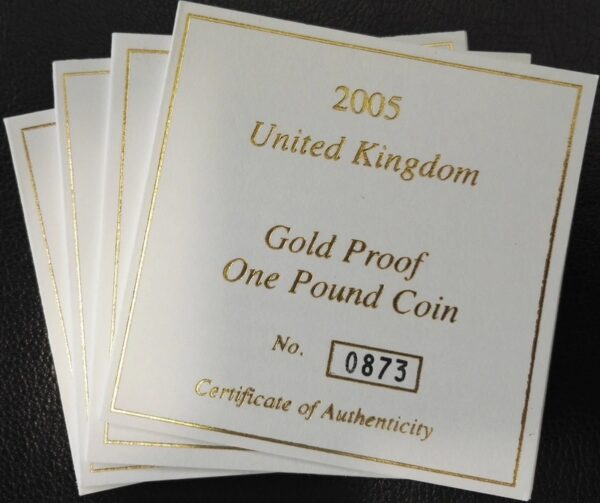 2005
United Kingdom
Gold Proof
One Pound Coin
No. 0873
Certificate of Authenticity